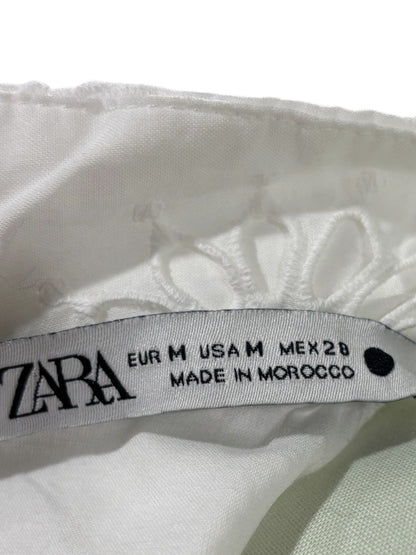 ZARA
EUR M USA M MEX 28
MADE IN MOROCCO